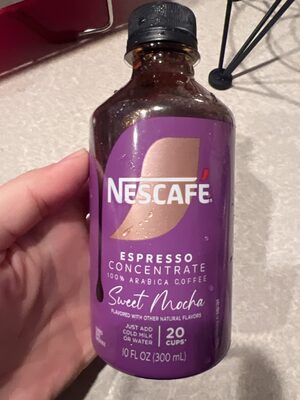 NESCAFÉ
ESPRESSO
CONCENTRATE
100% ARABICA COFFEE
Sweet Mocha
FLAVORED WITH OTHER NATURAL FLAVORS
JUST ADD
COLD MILK
OR WATER
20
CUPS*
10 FL OZ (300 mL)